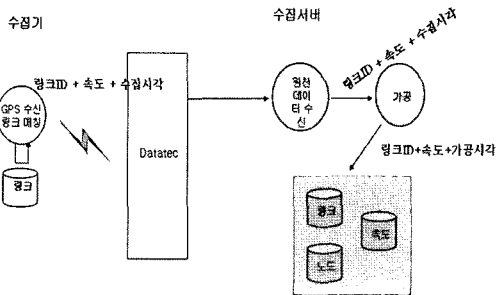 수집기
수집서버
링크ID + 속도 + 수집시각
GPS 수신
링크 매칭
링크
Datatec
원천
데이
터 수
신
링크ID + 속도 + 수집시각
가공
링크ID+속도+가공시각
링크
속도
노드